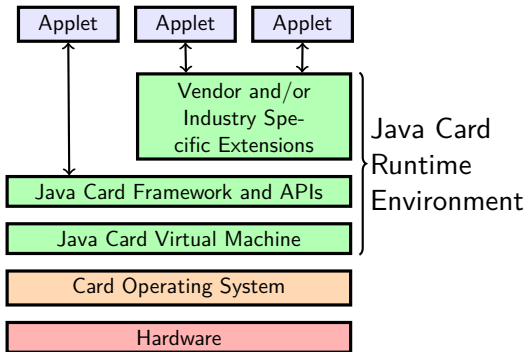 Applet Applet Applet
Vendor and/or
Industry Spe-
cific Extensions
Java Card
Runtime
Environment
Java Card Framework and APIs
Java Card Virtual Machine
Card Operating System
Hardware